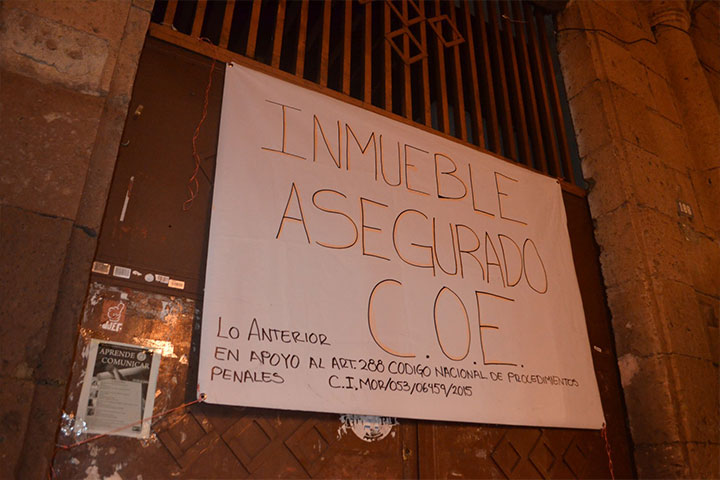 INMUEBLE
ASEGURADO
C.O.E.
LO ANTERIOR
EN APOYO AL ART. 288 CODIGO NACIONAL DE PROCEDIMIENTOS
PENALES C.I.MOR/053/06459/2015
APRENDE A
COMUNICAR